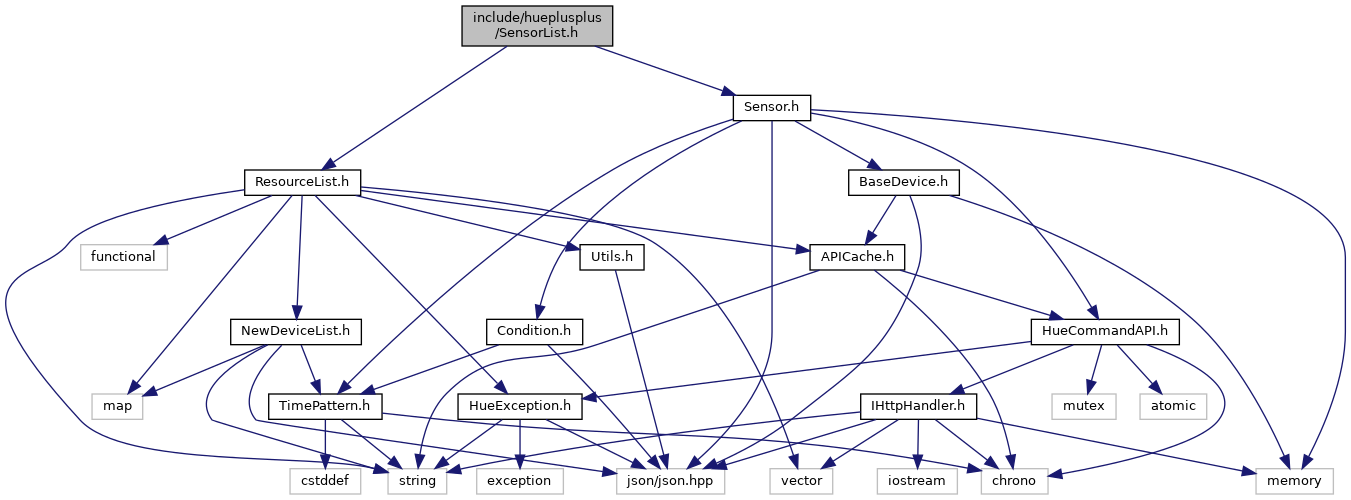 include/hueplusplus
/SensorList.h
Sensor.h
ResourceList.h
BaseDevice.h
functional
Utils.h
APICache.h
NewDeviceList.h
Condition.h
HueCommandAPI.h
map
TimePattern.h
HueException.h
IHttpHandler.h
mutex
atomic
cstddef
string
exception
json/json.hpp
vector
iostream
chrono
memory